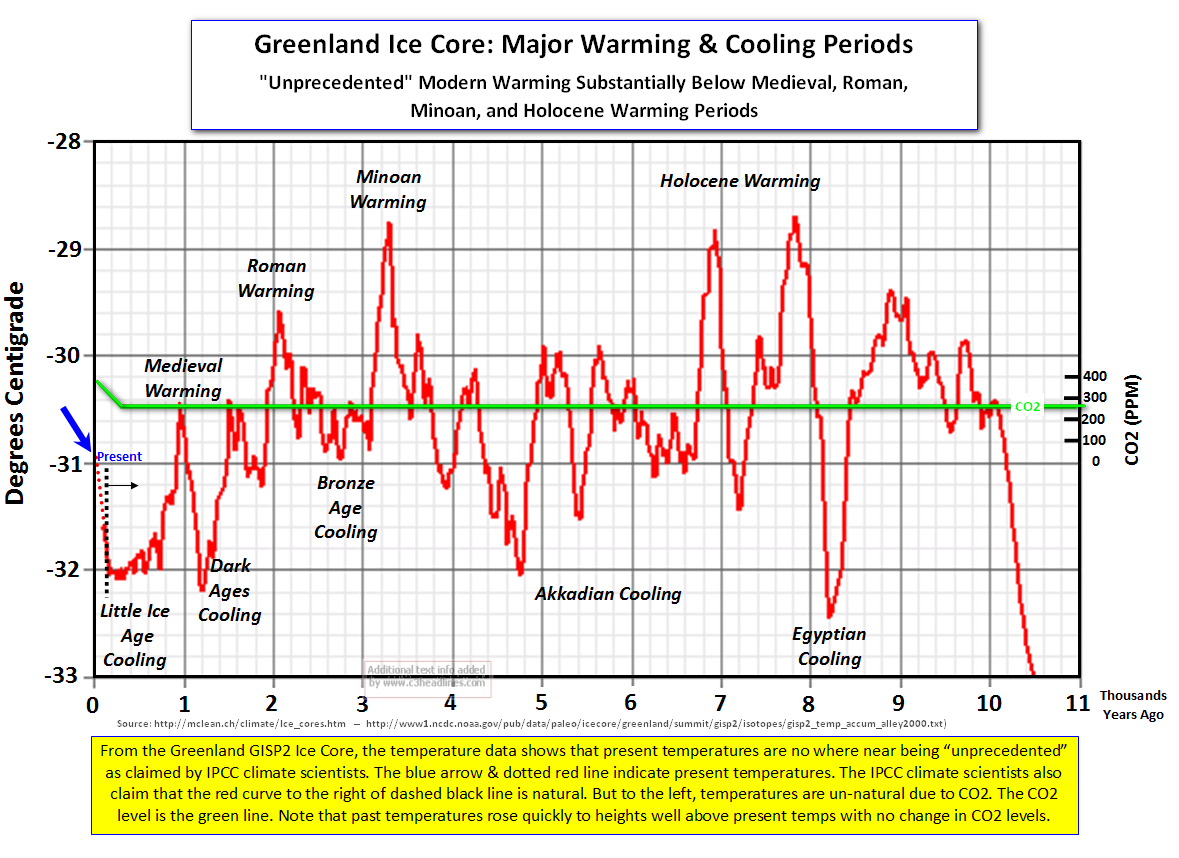 Greenland Ice Core: Major Warming & Cooling Periods
"Unprecedented" Modern Warming Substantially Below Medieval, Roman,
Minoan, and Holocene Warming Periods
Degrees Centigrade
-28
-29
-30
-31
-32
-33
Minoan
Warming
Holocene Warming
Roman
Warming
Medieval
Warming
CO2
400
300
200
100
0
CO2 (PPM)
Present
Bronze
Age
Cooling
Dark
Ages
Cooling
Akkadian Cooling
Little Ice
Age
Cooling
Egyptian
Cooling
Additional text info added
by www.c3headlines.com
0
1
2
3
4
5
6
7
8
9
10
11
Thousands
Years Ago
Source: http://mclean.ch/climate/Ice_cores.htm – http://www1.ncdc.noaa.gov/pub/data/paleo/icecore/greenland/summit/gisp2/isotopes/gisp2_temp_accum_alley2000.txt)
From the Greenland GISP2 Ice Core, the temperature data shows that present temperatures are no where near being “unprecedented”
as claimed by IPCC climate scientists. The blue arrow & dotted red line indicate present temperatures. The IPCC climate scientists also
claim that the red curve to the right of dashed black line is natural. But to the left, temperatures are un-natural due to CO2. The CO2
level is the green line. Note that past temperatures rose quickly to heights well above present temps with no change in CO2 levels.